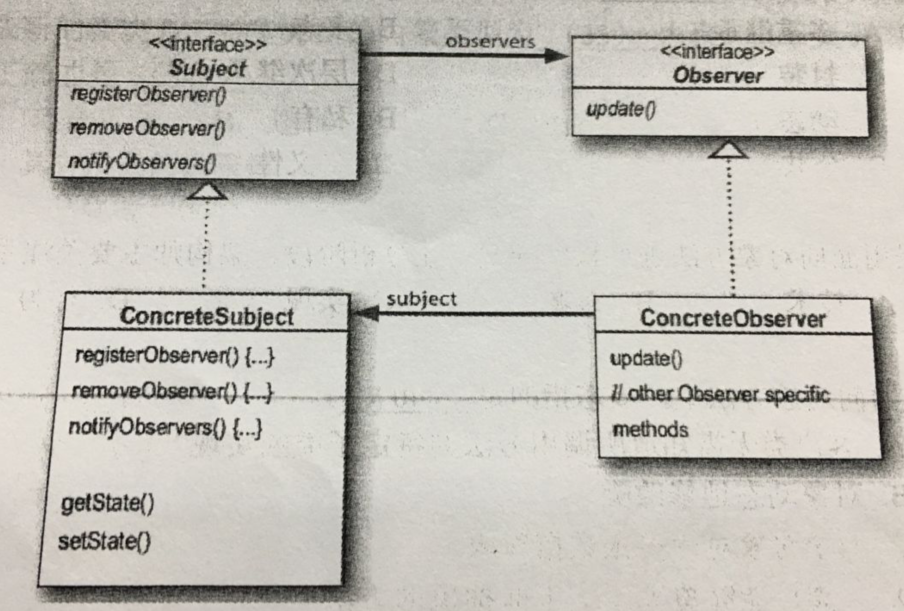 <<interface>>
Subject
registerObserver()
removeObserver()
notifyObservers()
observers
<<interface>>
Observer
update()
ConcreteSubject
registerObserver() {...}
removeObserver() {...}
notifyObservers() {...}
getState()
setState()
subject
ConcreteObserver
update()
// other Observer specific
methods